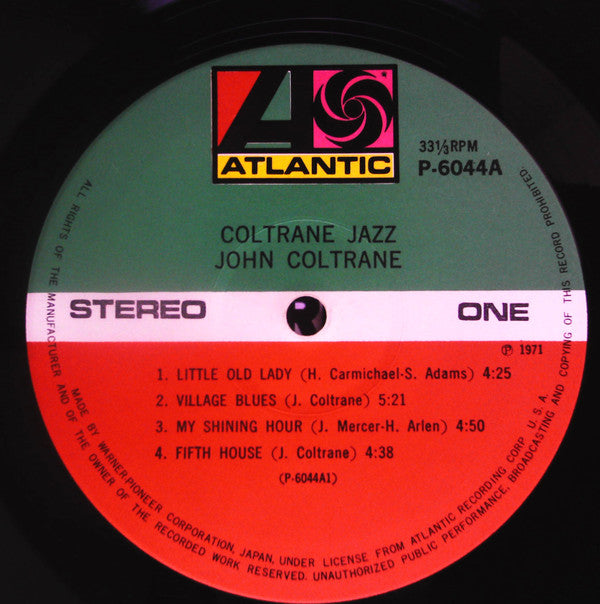 ATLANTIC
33⅓RPM
P-6044A
COLTRANE JAZZ
JOHN COLTRANE
STEREO
ONE
Ⓟ 1971
1. LITTLE OLD LADY (H. Carmichael-S. Adams) 4:25
2. VILLAGE BLUES (J. Coltrane) 5:21
3. MY SHINING HOUR (J. Mercer-H. Arlen) 4:50
4. FIFTH HOUSE (J. Coltrane) 4:38
(P-6044A1)
MADE BY WARNER-PIONEER CORPORATION, JAPAN, UNDER LICENSE FROM ATLANTIC RECORDING CORP. U.S.A.
ALL RIGHTS OF THE MANUFACTURER AND OF THE OWNER OF THE RECORDED WORK RESERVED. UNAUTHORIZED PUBLIC PERFORMANCE, BROADCASTING AND COPYING OF THIS RECORD PROHIBITED.